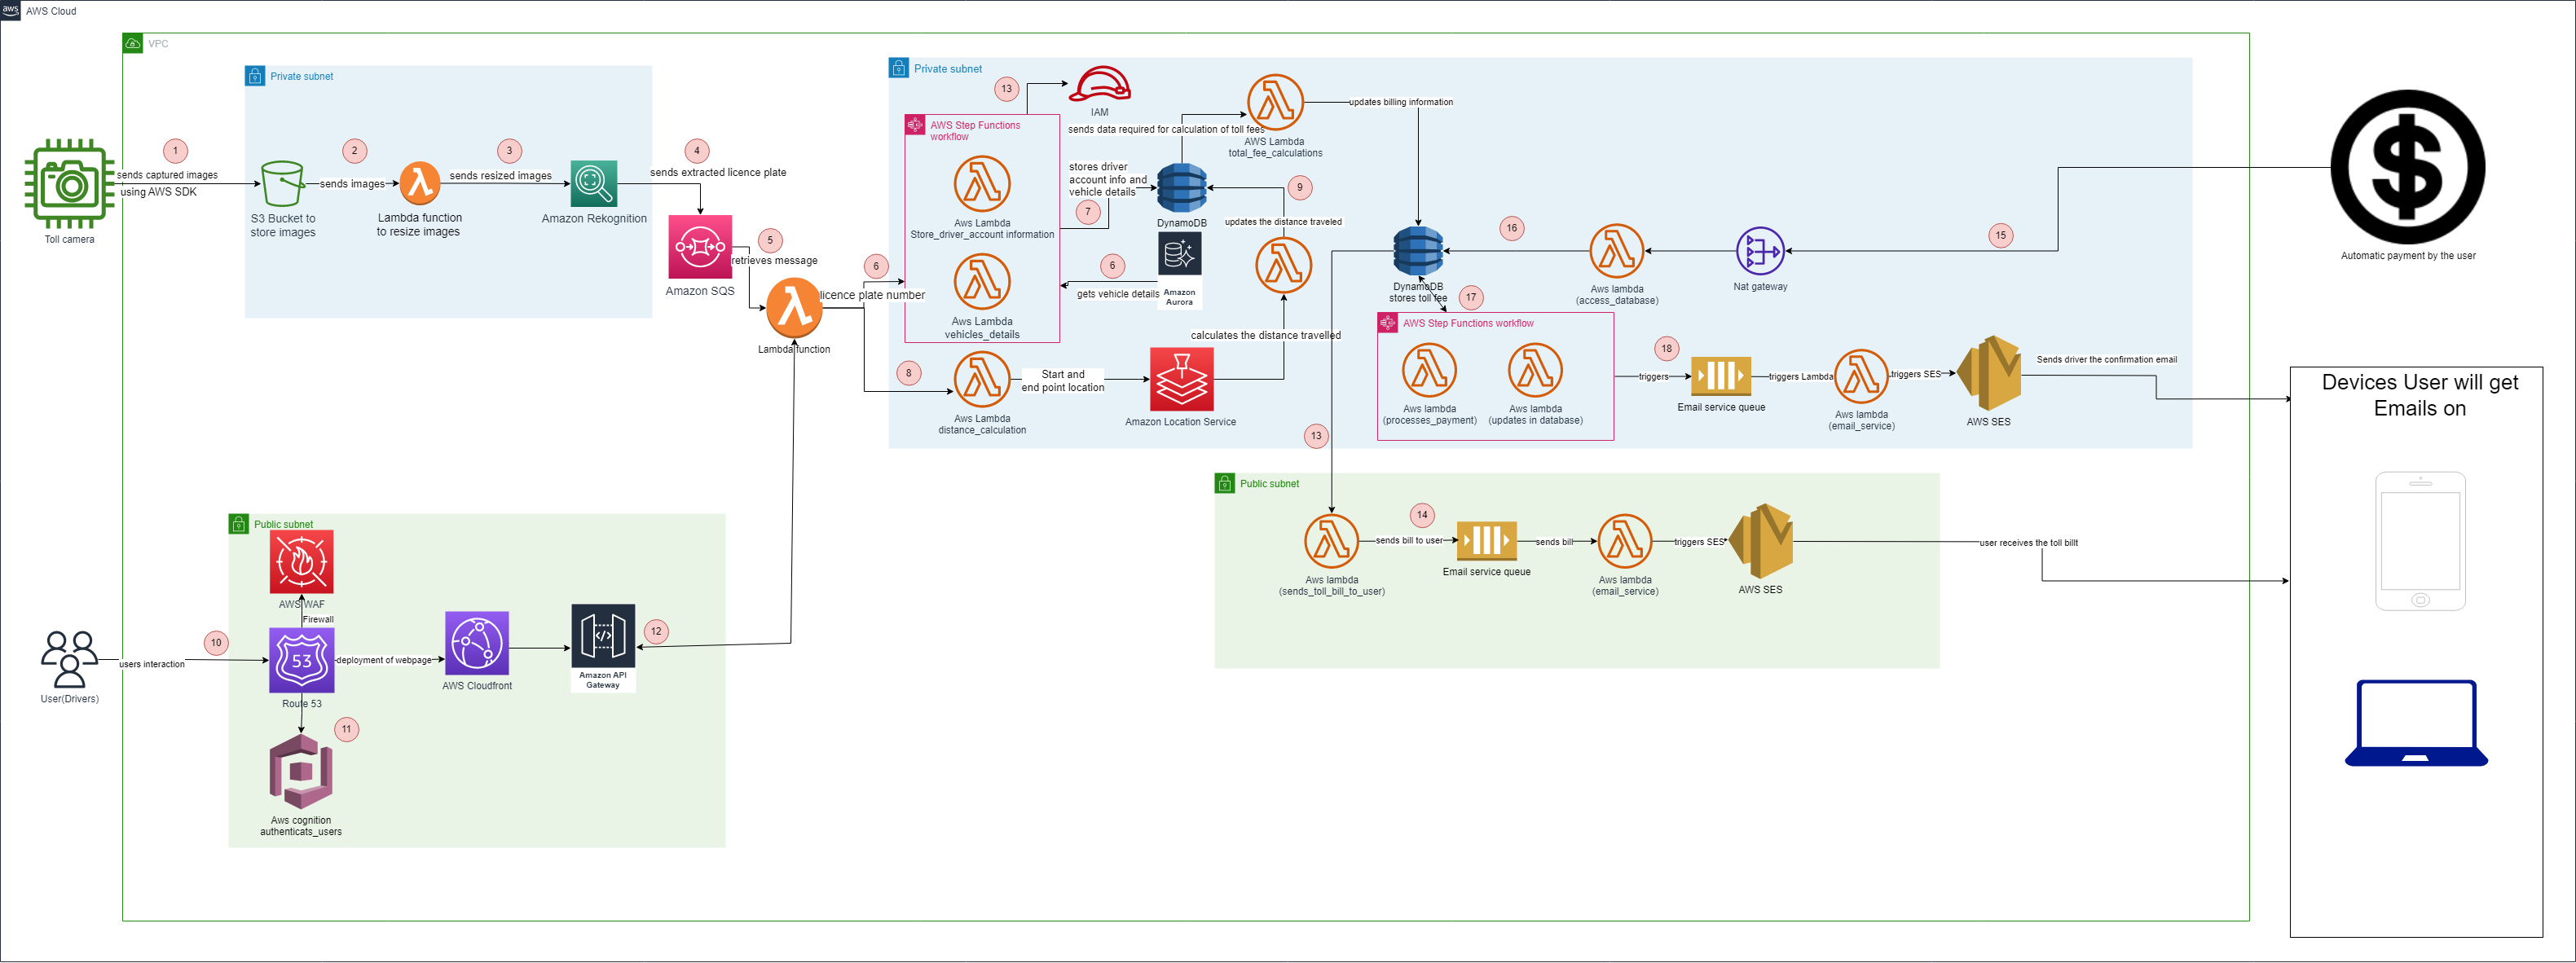 aws
AWS Cloud
VPC
Private subnet
Toll camera
1
sends captured images
using AWS SDK
S3 Bucket to
store images
2
sends images
Lambda function
to resize images
3
sends resized images
Amazon Rekognition
4
sends extracted licence plate
Amazon SQS
5
retrieves message
Lambda function
licence plate number
6
8
Private subnet
13
IAM
AWS Step Functions
workflow
Aws Lambda
Store_driver_account information
Aws Lambda
vehicles_details
stores driver
account info and
vehicle details
7
DynamoDB
6
gets vehicle details
Amazon
Aurora
sends data required for calculation of toll fees
AWS Lambda
total_fee_calculations
updates billing information
9
updates the distance traveled
calculates the distance travelled
Aws Lambda
distance_calculation
Start and
end point location
Amazon Location Service
DynamoDB
stores toll fee
16
Aws lambda
(access_database)
Nat gateway
15
Automatic payment by the user
17
AWS Step Functions workflow
Aws lambda
(processes_payment)
Aws lambda
(updates in database)
18
triggers
Email service queue
triggers Lambda
Aws lambda
(email_service)
triggers SES
AWS SES
Sends driver the confirmation email
Devices User will get
Emails on
13
Public subnet
Aws lambda
(sends_toll_bill_to_user)
14
sends bill to user
Email service queue
sends bill
Aws lambda
(email_service)
triggers SES
AWS SES
user receives the toll billt
Public subnet
AWS WAF
Firewall
User(Drivers)
users interaction
10
53
Route 53
deployment of webpage
AWS Cloudfront
Amazon API
Gateway
12
11
Aws cognition
authenticats_users